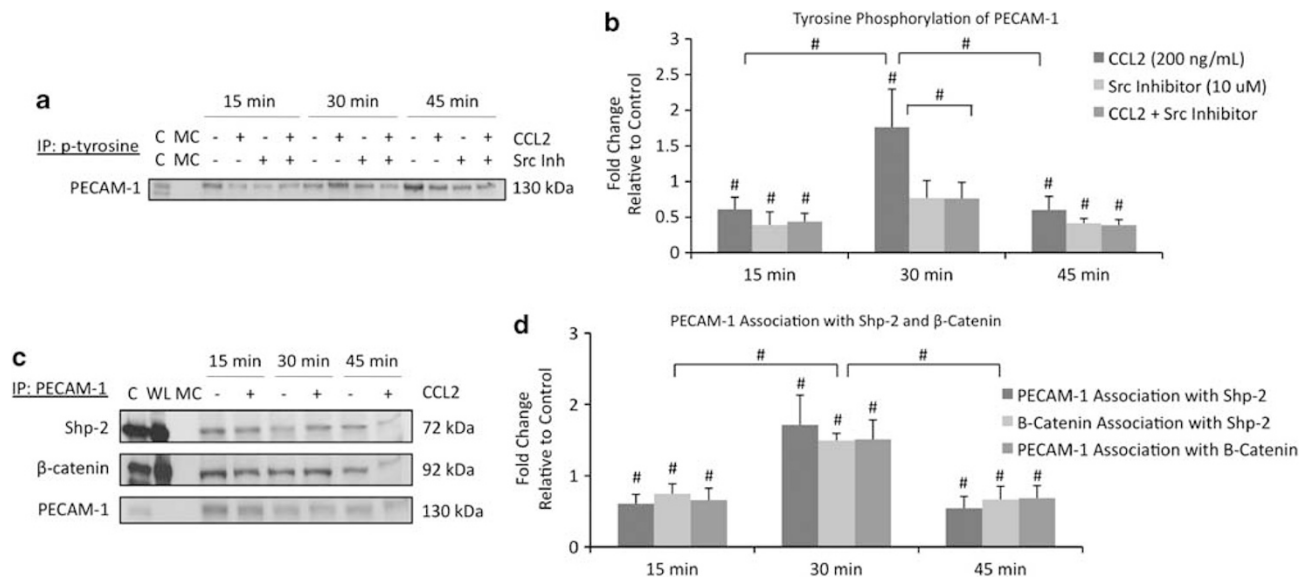 a
15 min 30 min 45 min
C MC - + - + - + - + - + - + CCL2
IP: p-tyrosine
C MC - - + + - - + + - - + + Src Inh
PECAM-1 130 kDa
b
Tyrosine Phosphorylation of PECAM-1
Fold Change
Relative to Control
3
2.5
2
1.5
1
0.5
0
# #
# #
# # # # # #
15 min 30 min 45 min
CCL2 (200 ng/mL)
Src Inhibitor (10 uM)
CCL2 + Src Inhibitor
c
15 min 30 min 45 min
IP: PECAM-1
C WL MC - + - + - + CCL2
Shp-2 72 kDa
β-catenin 92 kDa
PECAM-1 130 kDa
d
PECAM-1 Association with Shp-2 and β-Catenin
Fold Change
Relative to Control
3
2
1
0
# #
# # #
# # # # # #
15 min 30 min 45 min
PECAM-1 Association with Shp-2
B-Catenin Association with Shp-2
PECAM-1 Association with B-Catenin